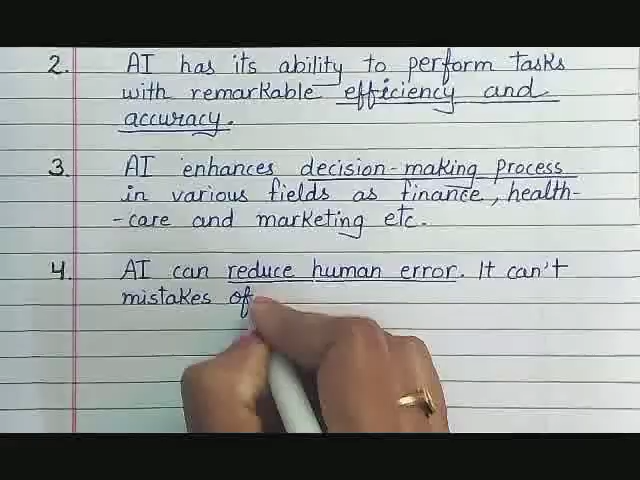 2. AI has its ability to perform tasks
with remarkable efficiency and
accuracy.
3. AI enhances decision-making process
in various fields as finance, health-
-care and marketing etc.
4. AI can reduce human error. It can't
mistakes of